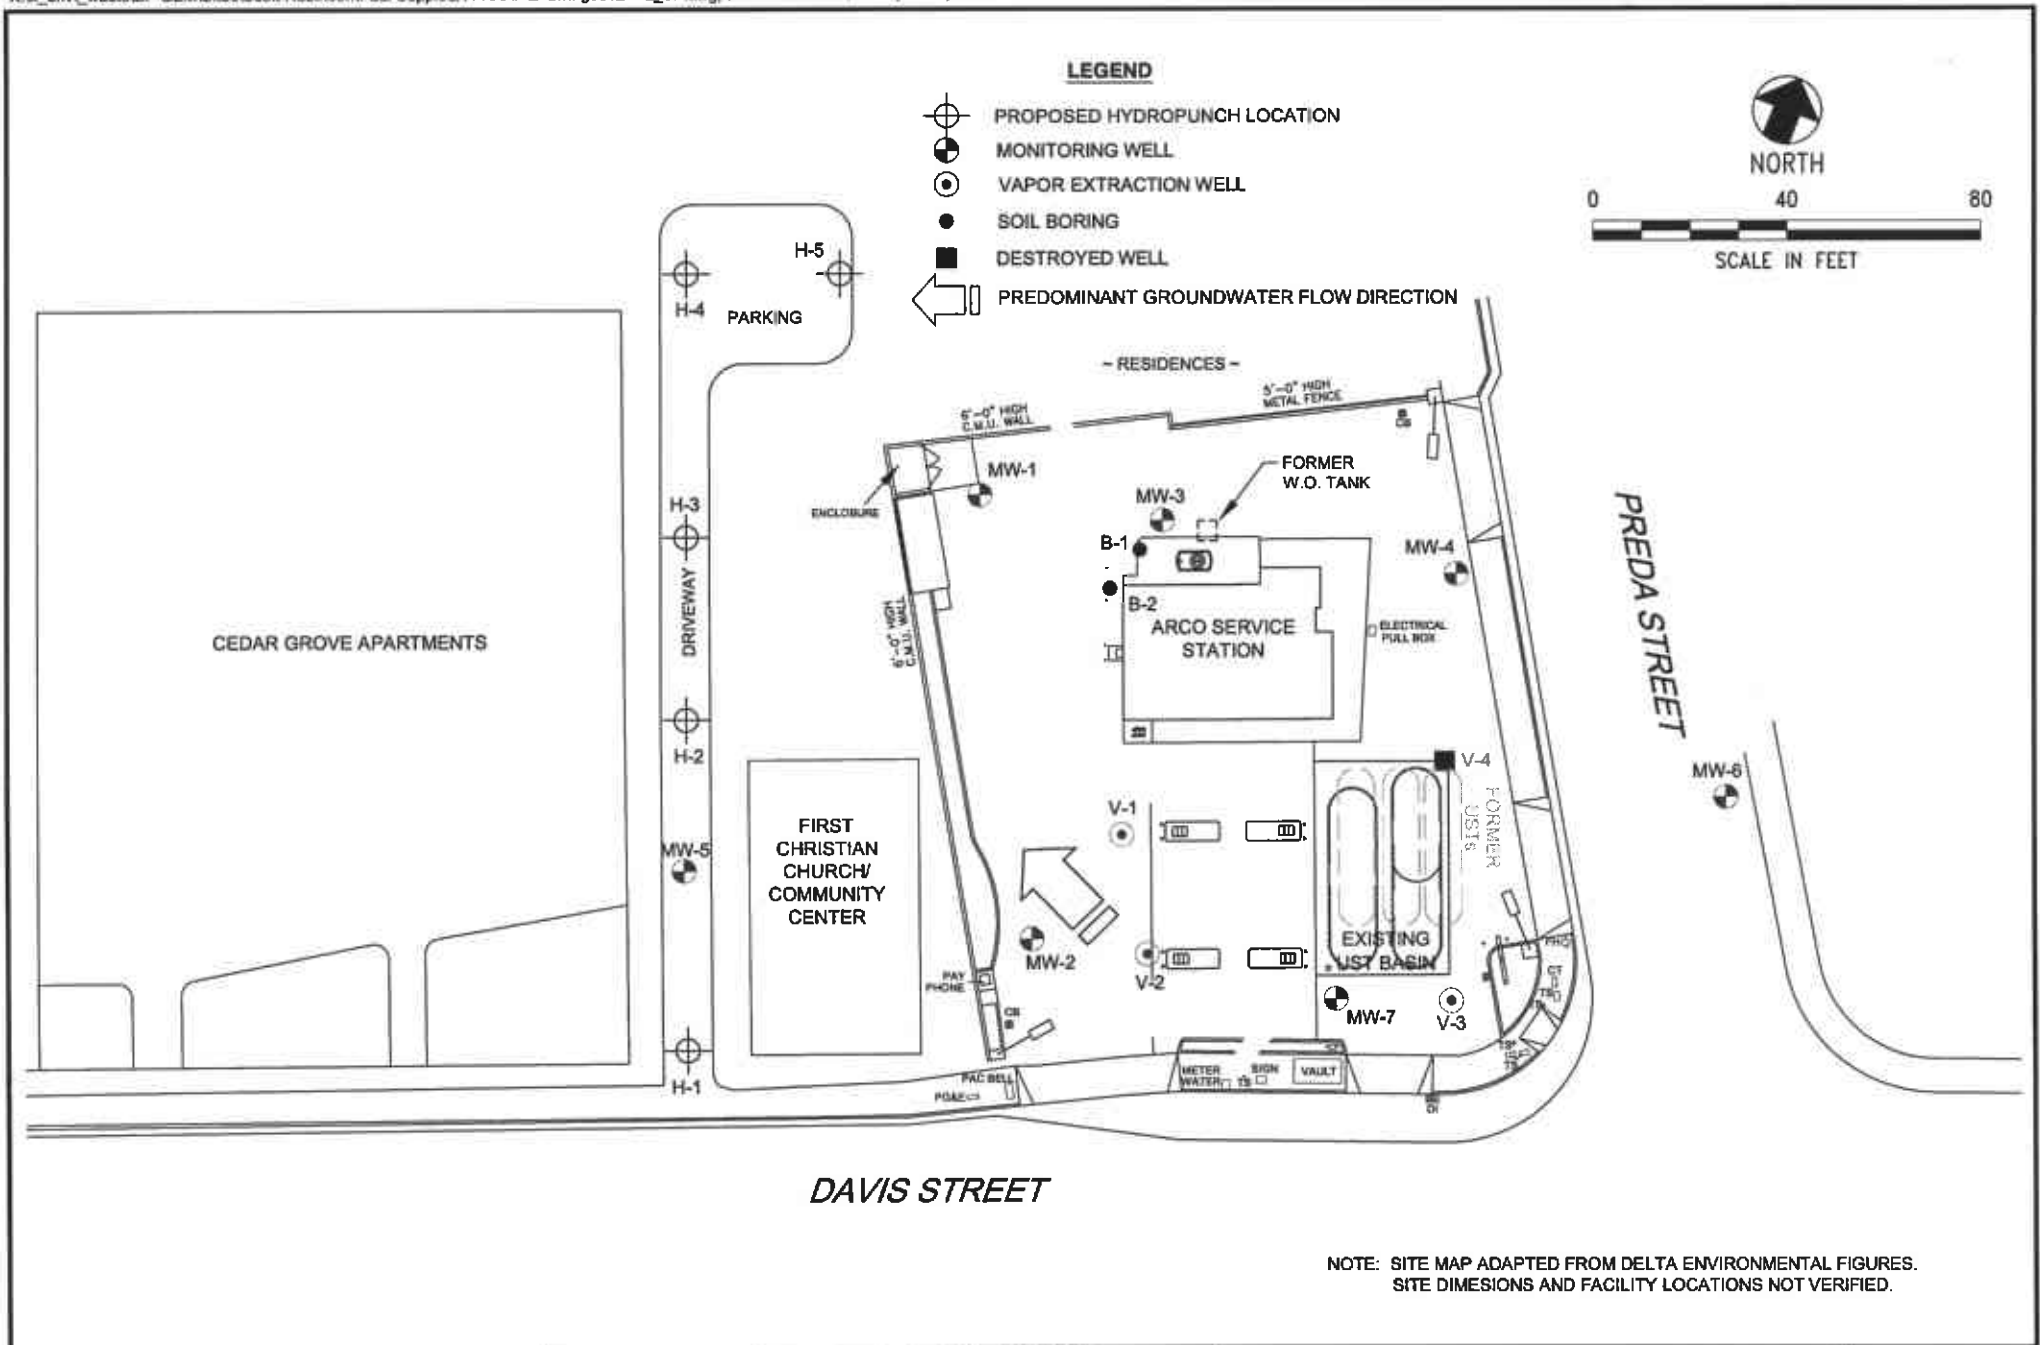 LEGEND
PROPOSED HYDROPUNCH LOCATION
MONITORING WELL
VAPOR EXTRACTION WELL
SOIL BORING
DESTROYED WELL
PREDOMINANT GROUNDWATER FLOW DIRECTION
NORTH
0 40 80
SCALE IN FEET
H-5
H-4
PARKING
~ RESIDENCES ~
5'-0" HIGH
METAL FENCE
6'-0" HIGH
C.M.U. WALL
MW-1
ENCLOSURE
FORMER
W.O. TANK
MW-3
H-3
B-1
MW-4
B-2
DRIVEWAY
6'-0" HIGH
C.M.U. WALL
CEDAR GROVE APARTMENTS
ARCO SERVICE
STATION
ELECTRICAL
PULL BOX
PREDA STREET
H-2
V-4
MW-6
FORMER
USTs
V-1
FIRST
CHRISTIAN
CHURCH/
COMMUNITY
CENTER
MW-5
EXISTING
UST BASIN
MW-2
V-2
PAY
PHONE
MW-7
V-3
H-1
PAC BELL
PG&E
METER
WATER
TS
SIGN
VAULT
DAVIS STREET
NOTE: SITE MAP ADAPTED FROM DELTA ENVIRONMENTAL FIGURES.
SITE DIMESIONS AND FACILITY LOCATIONS NOT VERIFIED.